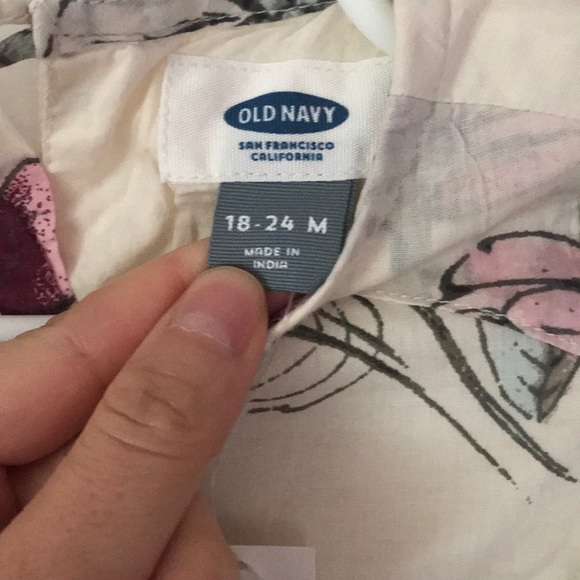 OLD NAVY
SAN FRANCISCO
CALIFORNIA
18-24 M
MADE IN
INDIA